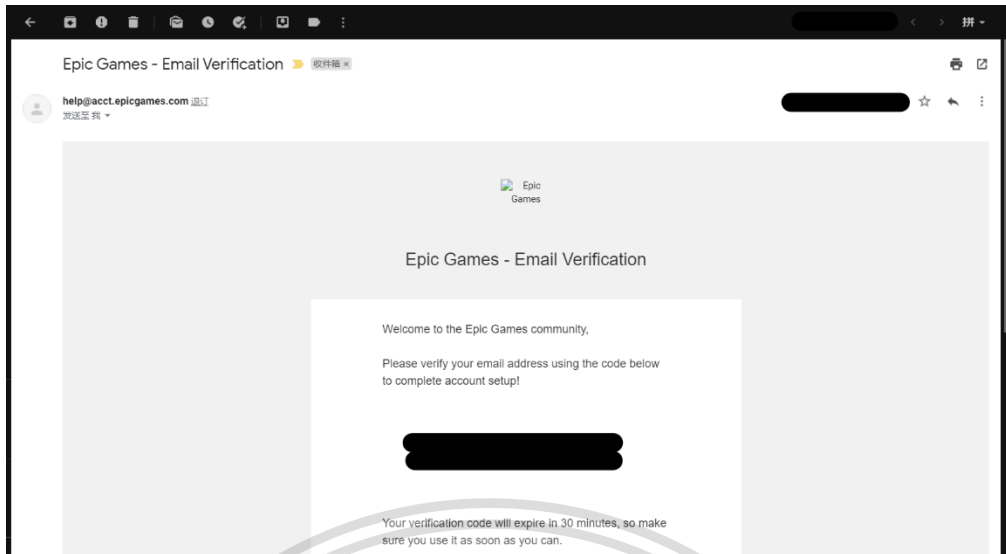 拼
Epic Games - Email Verification 收件箱 ×
help@acct.epicgames.com 退订
发送至 我
Epic
Games
Epic Games - Email Verification
Welcome to the Epic Games community,
Please verify your email address using the code below
to complete account setup!
Your verification code will expire in 30 minutes, so make
sure you use it as soon as you can.